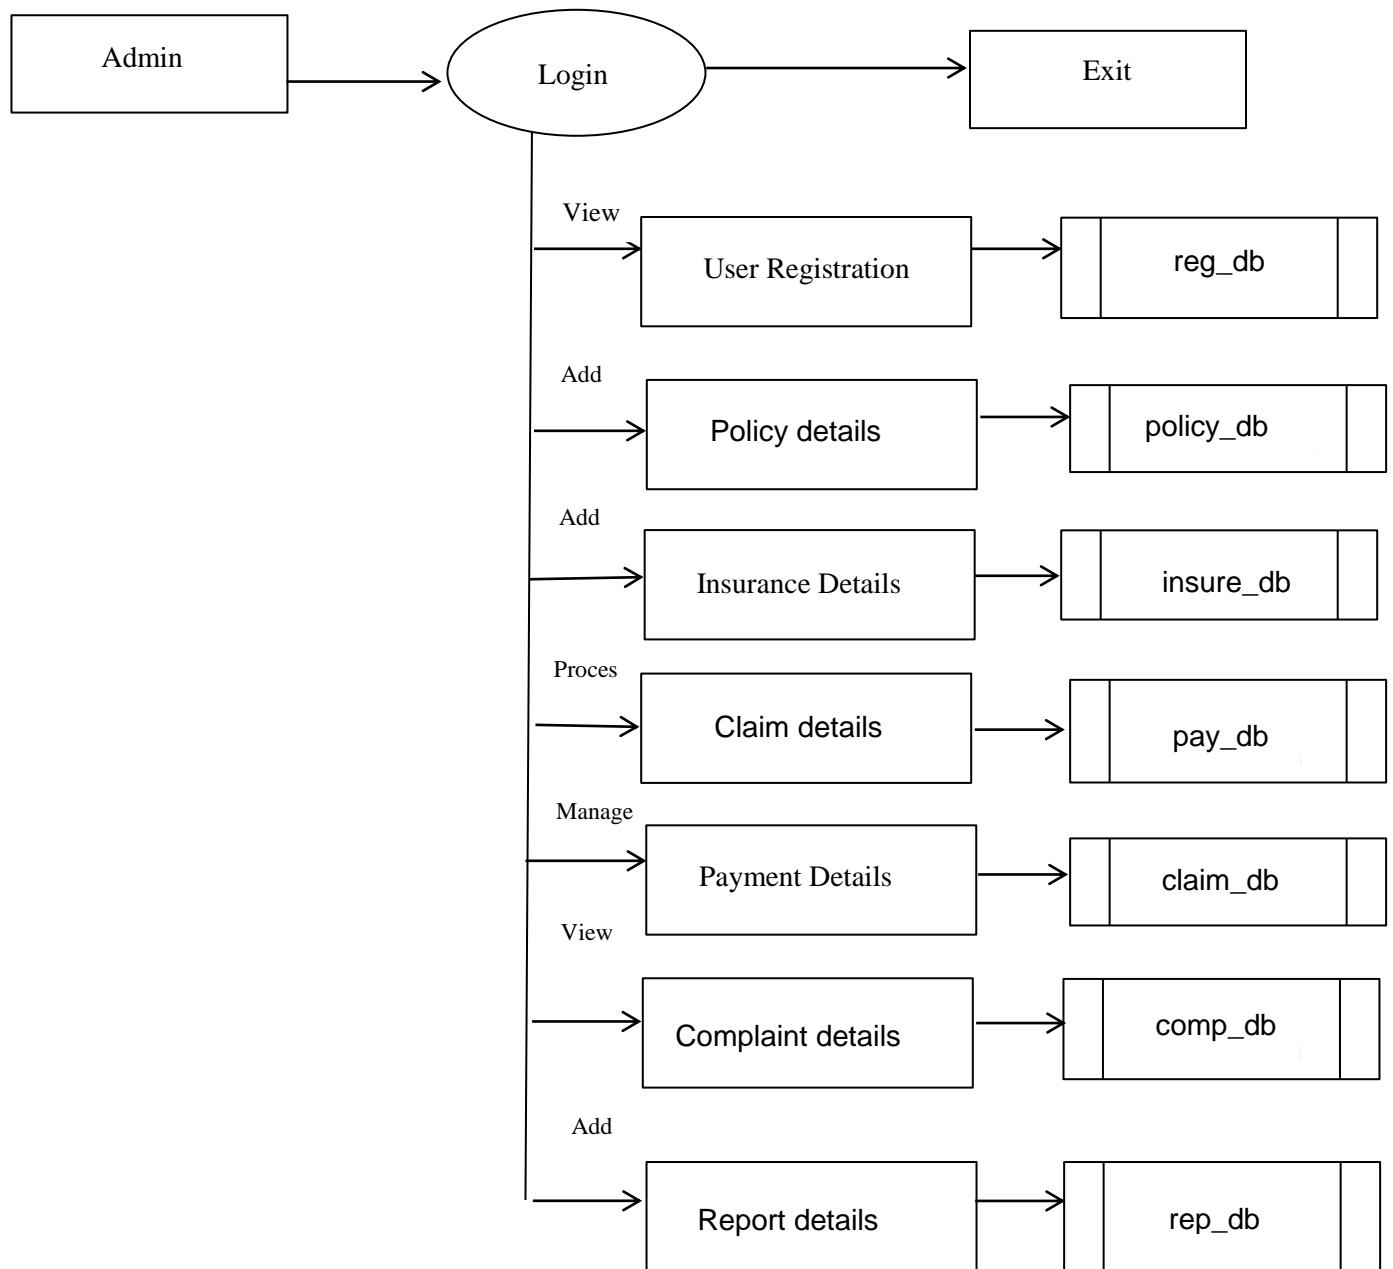 Admin
Login
Exit
View
User Registration
reg_db
Add
Policy details
policy_db
Add
Insurance Details
insure_db
Proces
Claim details
pay_db
Manage
Payment Details
claim_db
View
Complaint details
comp_db
Add
Report details
rep_db